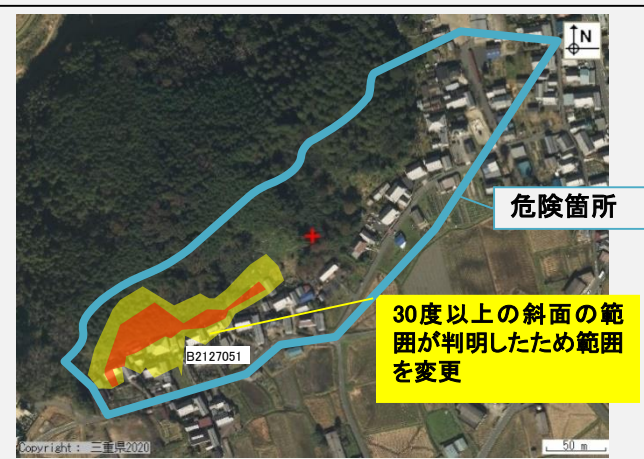 N
危険箇所
30度以上の斜面の範
囲が判明したため範囲
を変更
B2127051
Copyright : 三重県2020
50 m